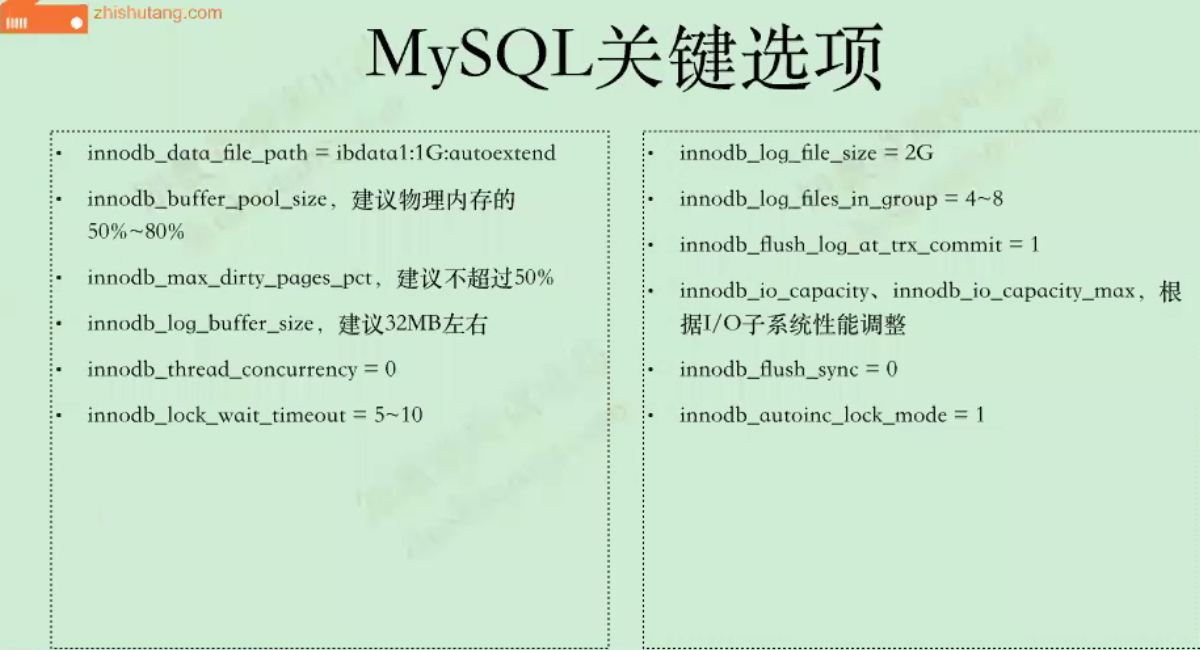 zhishutang.com
MySQL关键选项
• innodb_data_file_path = ibdata1:1G:autoextend
• innodb_buffer_pool_size，建议物理内存的
50%~80%
• innodb_max_dirty_pages_pct，建议不超过50%
• innodb_log_buffer_size，建议32MB左右
• innodb_thread_concurrency = 0
• innodb_lock_wait_timeout = 5~10
• innodb_log_file_size = 2G
• innodb_log_files_in_group = 4~8
• innodb_flush_log_at_trx_commit = 1
• innodb_io_capacity、innodb_io_capacity_max，根
据I/O子系统性能调整
• innodb_flush_sync = 0
• innodb_autoinc_lock_mode = 1